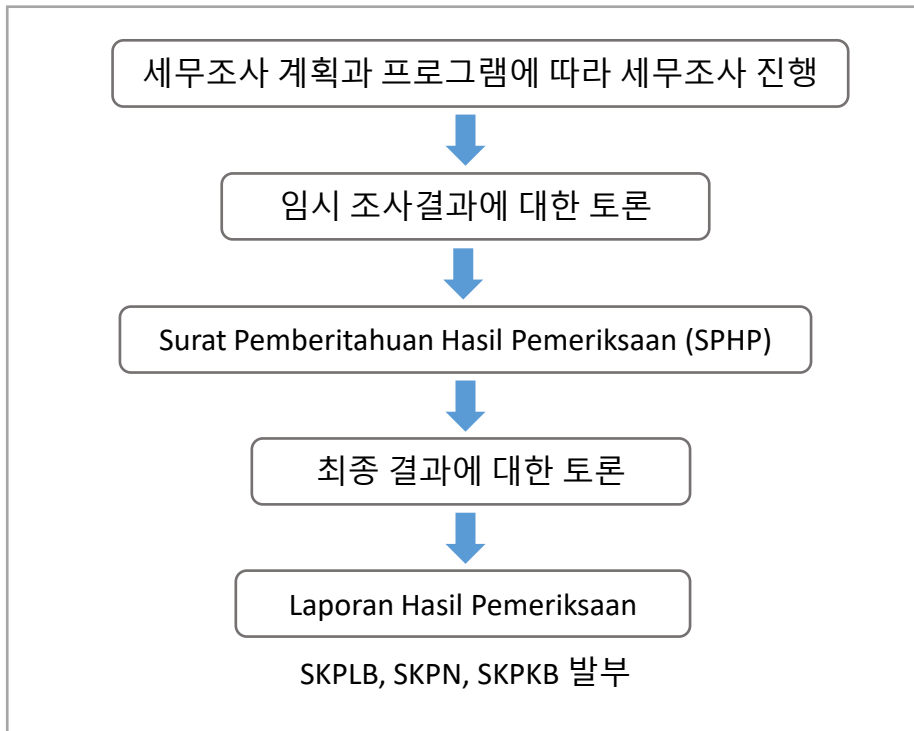 세무조사 계획과 프로그램에 따라 세무조사 진행
임시 조사결과에 대한 토론
Surat Pemberitahuan Hasil Pemeriksaan (SPHP)
최종 결과에 대한 토론
Laporan Hasil Pemeriksaan
SKPLB, SKPN, SKPKB 발부